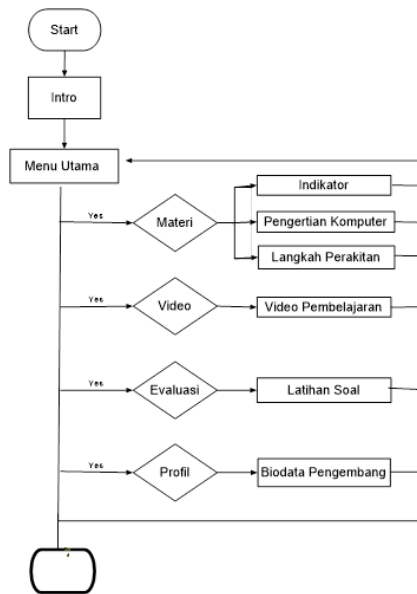 Start
Intro
Menu Utama
Indikator
Yes
Materi
Pengertian Komputer
Langkah Perakitan
Yes
Video
Video Pembelajaran
Yes
Evaluasi
Latihan Soal
Yes
Profil
Biodata Pengembang